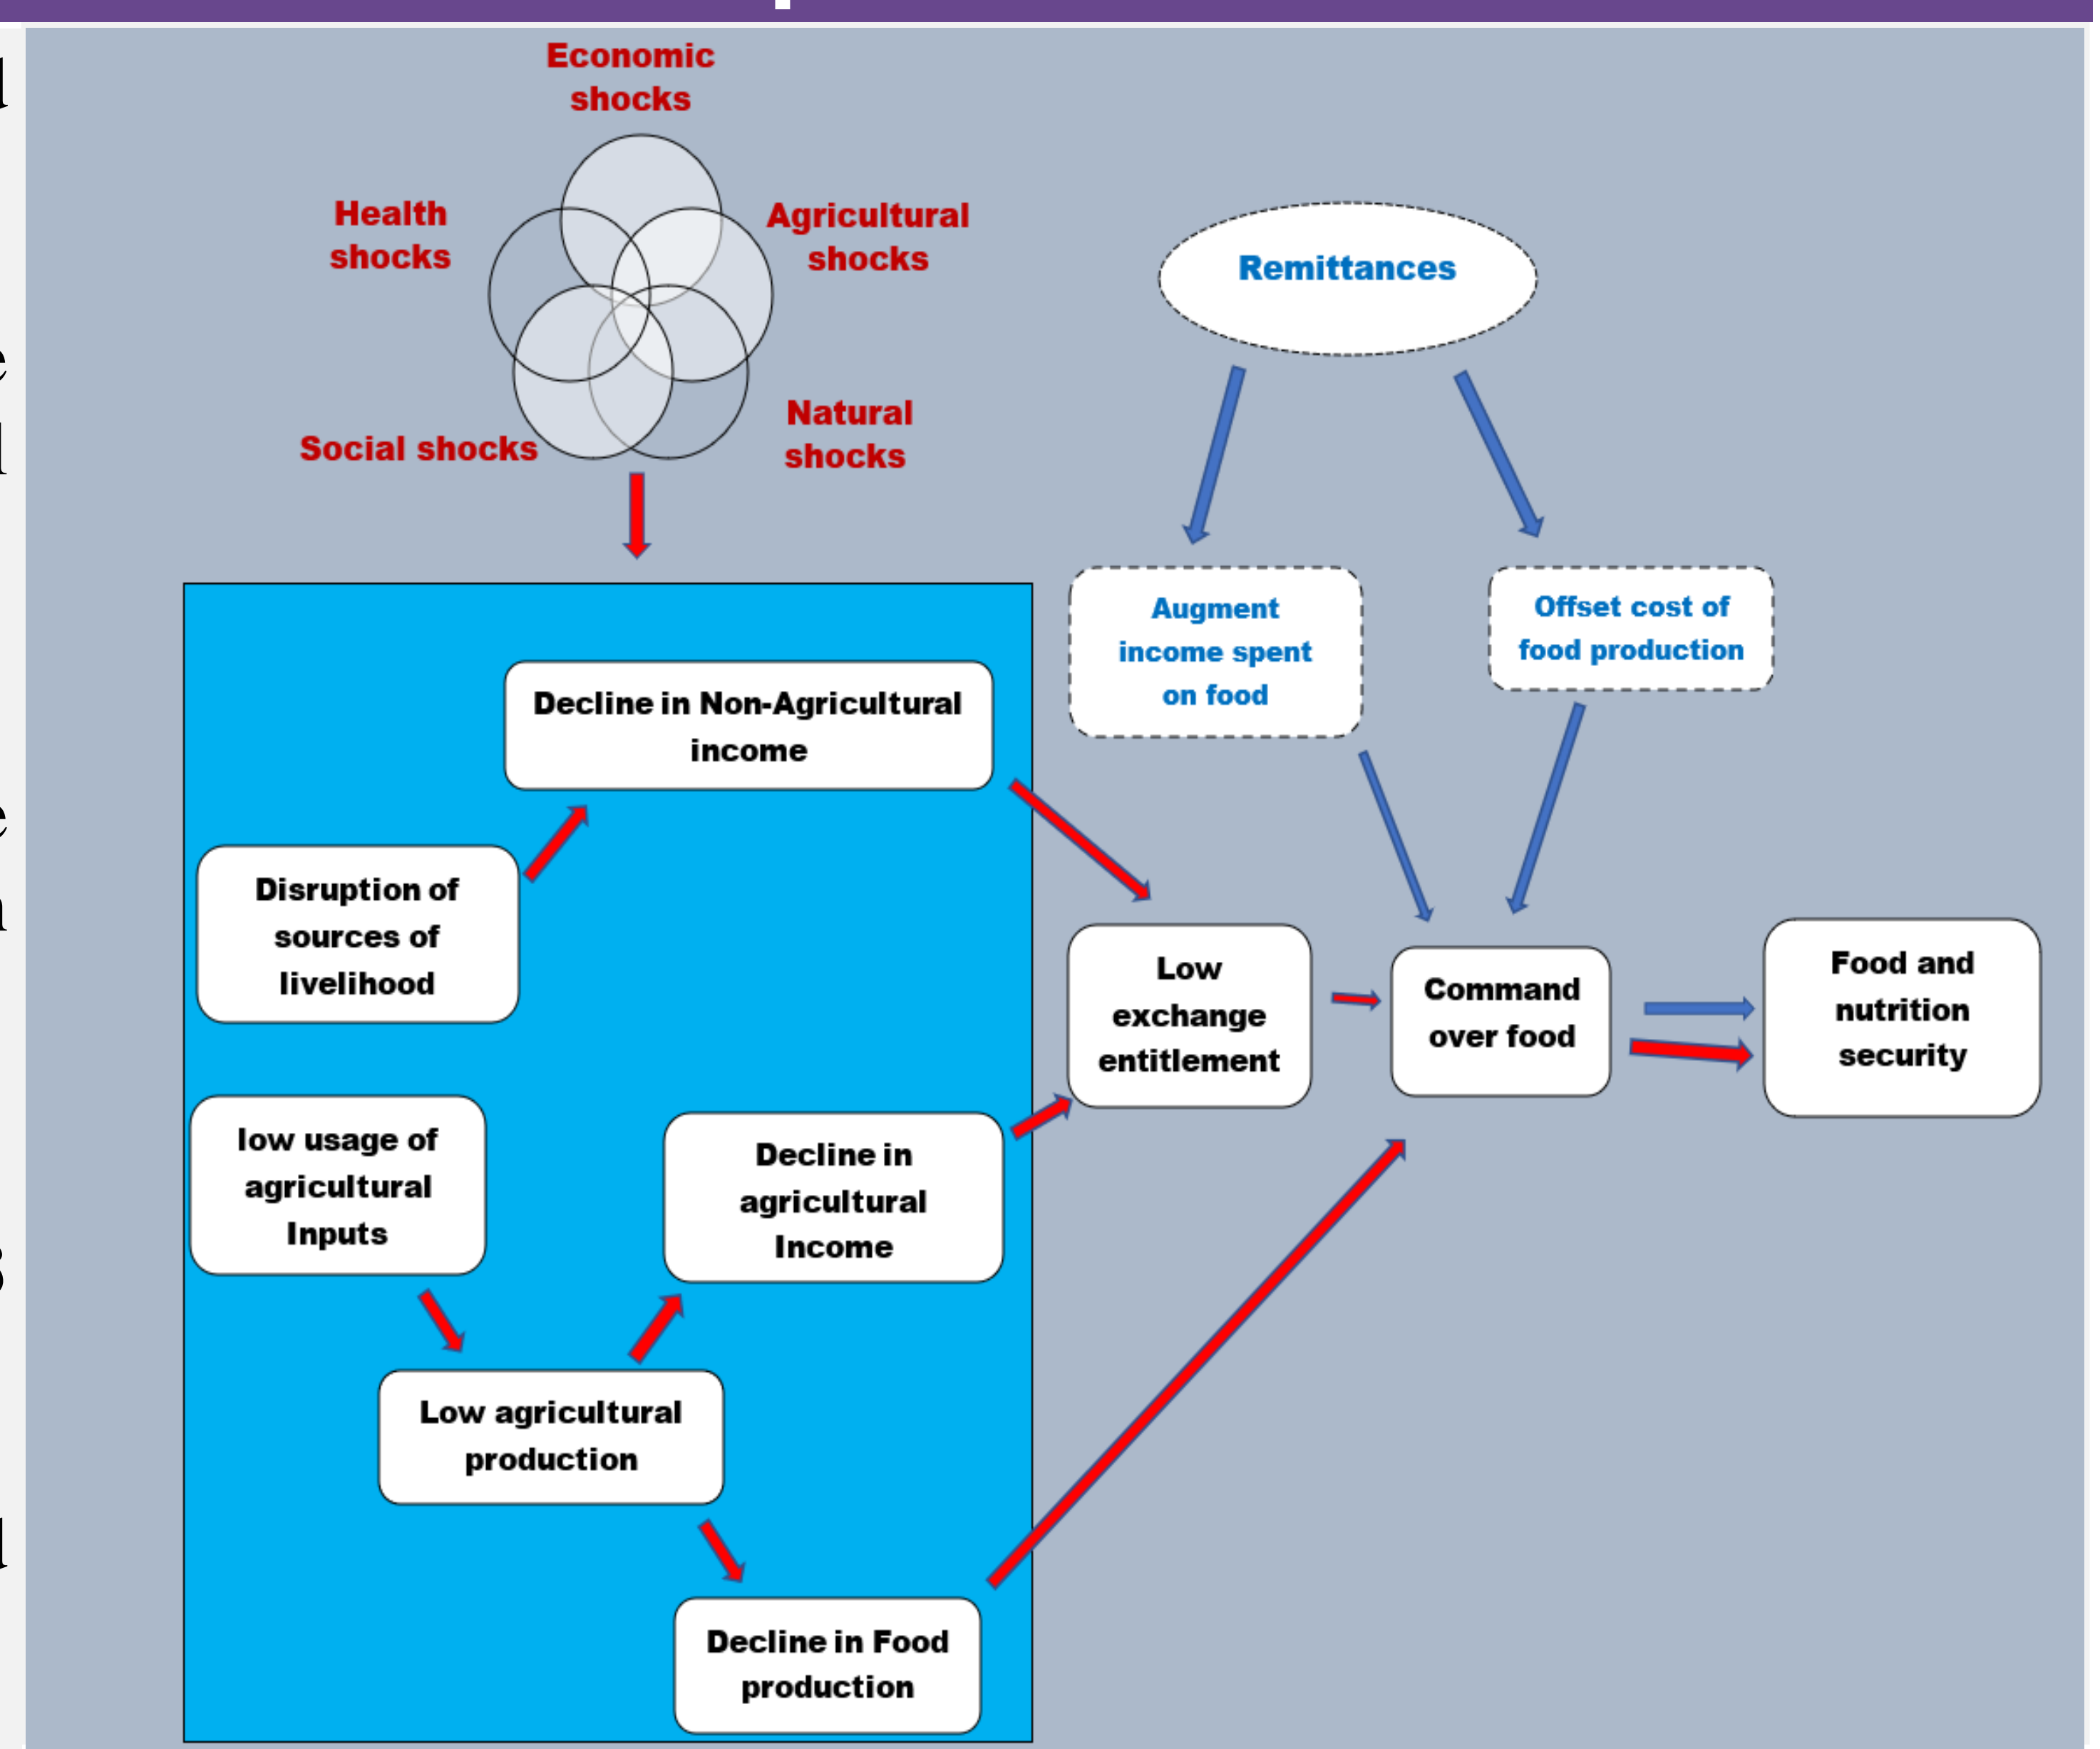 Economic
shocks
Health
shocks
Agricultural
shocks
Social shocks
Natural
shocks
Remittances
Augment
income spent
on food
Offset cost of
food production
Decline in Non-Agricultural
income
Disruption of
sources of
livelihood
Low
exchange
entitlement
Command
over food
Food and
nutrition
security
low usage of
agricultural
Inputs
Decline in
agricultural
Income
Low agricultural
production
Decline in Food
production